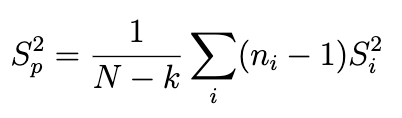 $S_p^2 = \frac{1}{N-k} \sum_i (n_i - 1) S_i^2$